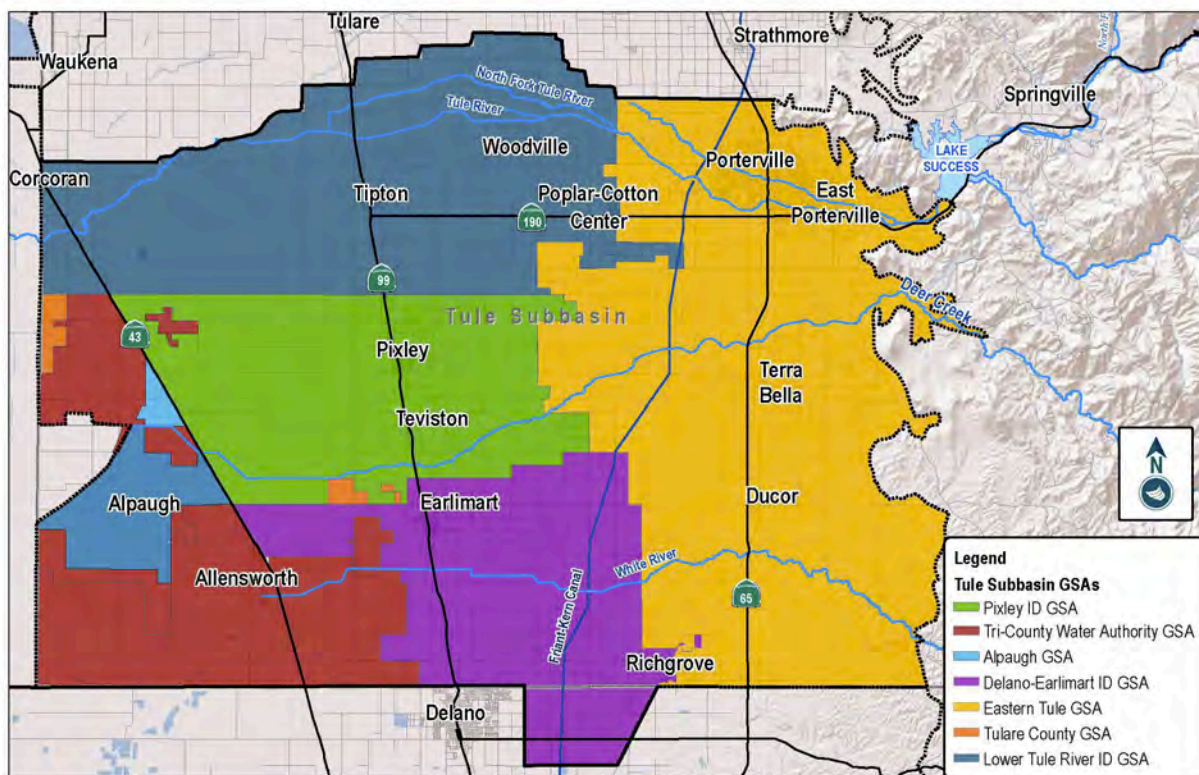 Tulare
Strathmore
Waukena
North F
Springville
North Fork Tule River
Tule River
LAKE
SUCCESS
Woodville
Porterville
Corcoran
Tipton
Poplar-Cotton
Center
East
Porterville
190
99
Deer Creek
Tule Subbasin
43
Pixley
Terra
Bella
Teviston
N
Alpaugh
Earlimart
Ducor
Allensworth
White River
65
Friant-Kern Canal
Richgrove
Delano
Legend
Tule Subbasin GSAs
Pixley ID GSA
Tri-County Water Authority GSA
Alpaugh GSA
Delano-Earlimart ID GSA
Eastern Tule GSA
Tulare County GSA
Lower Tule River ID GSA